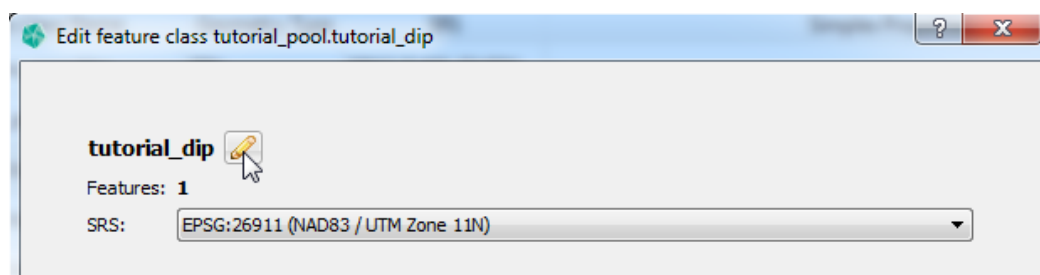 Edit feature class tutorial_pool.tutorial_dip
tutorial_dip
Features: 1
SRS: EPSG:26911 (NAD83 / UTM Zone 11N)